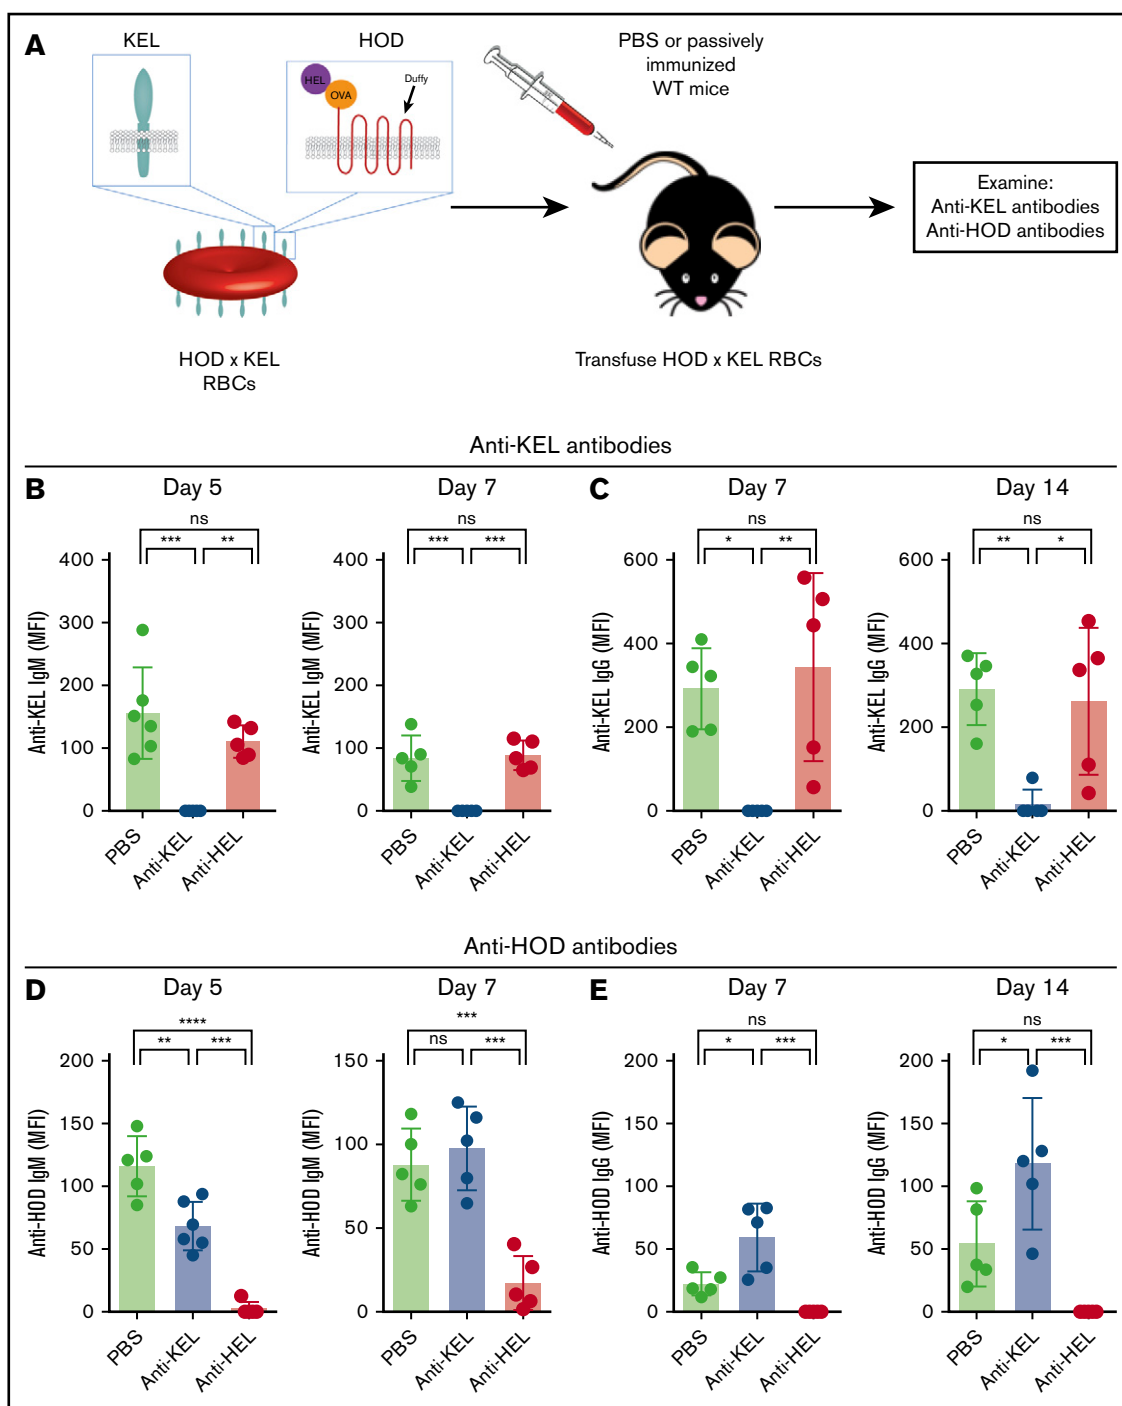 A
KEL
HOD
HEL
OVA
Duffy
PBS or passively
immunized
WT mice
Examine:
Anti-KEL antibodies
Anti-HOD antibodies
HOD x KEL
RBCs
Transfuse HOD x KEL RBCs
Anti-KEL antibodies
B
Day 5
ns
*** **
Anti-KEL IgM (MFI)
400
300
200
100
0
PBS
Anti-KEL
Anti-HEL
Day 7
ns
*** ***
Anti-KEL IgM (MFI)
400
300
200
100
0
PBS
Anti-KEL
Anti-HEL
C
Day 7
ns
* **
Anti-KEL IgG (MFI)
600
400
200
0
PBS
Anti-KEL
Anti-HEL
Day 14
ns
** *
Anti-KEL IgG (MFI)
600
400
200
0
PBS
Anti-KEL
Anti-HEL
Anti-HOD antibodies
D
Day 5
****
** ***
Anti-HOD IgM (MFI)
200
150
100
50
0
PBS
Anti-KEL
Anti-HEL
Day 7
***
ns ***
Anti-HOD IgM (MFI)
150
100
50
0
PBS
Anti-KEL
Anti-HEL
E
Day 7
ns
* ***
Anti-HOD IgG (MFI)
200
150
100
50
0
PBS
Anti-KEL
Anti-HEL
Day 14
ns
* ***
Anti-HOD IgG (MFI)
200
150
100
50
0
PBS
Anti-KEL
Anti-HEL